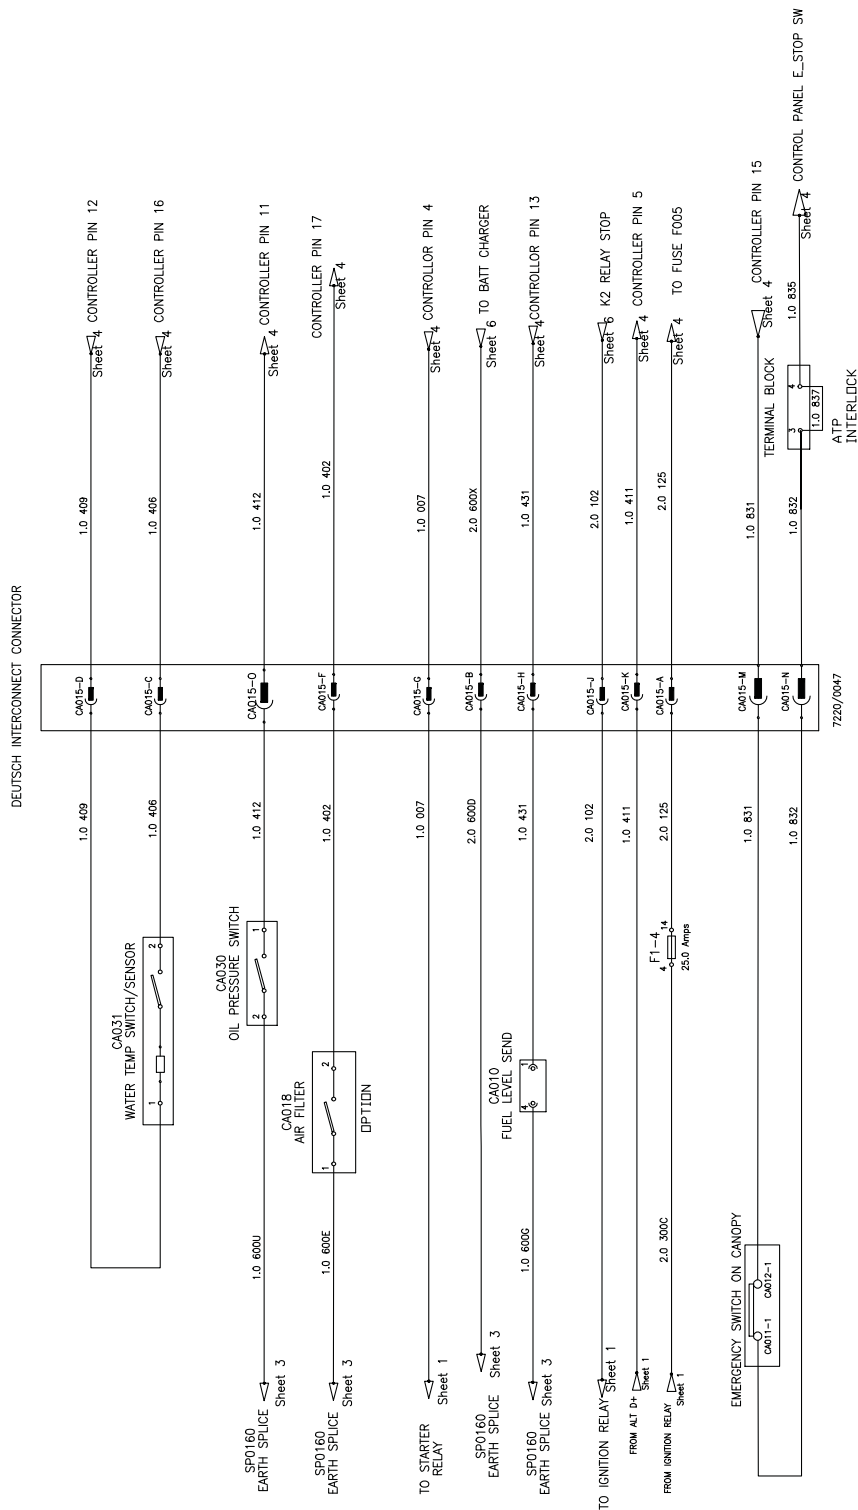 DEUTSCH INTERCONNECT CONNECTOR
1.0 409
CA015-D
1.0 409
Sheet 4
CONTROLLER PIN 12
CA031
WATER TEMP SWITCH/SENSOR
1
2
1.0 406
CA015-C
1.0 406
Sheet 4
CONTROLLER PIN 16
SP0160
EARTH SPLICE
Sheet 3
1.0 600U
CA030
OIL PRESSURE SWITCH
2
1
1.0 412
CA015-O
1.0 412
Sheet 4
CONTROLLER PIN 11
SP0160
EARTH SPLICE
Sheet 3
1.0 600E
CA018
AIR FILTER
1
2
OPTION
1.0 402
CA015-F
1.0 402
Sheet 4
CONTROLLER PIN 17
TO STARTER
RELAY
Sheet 1
1.0 007
CA015-G
1.0 007
Sheet 4
CONTROLLOR PIN 4
SP0160
EARTH SPLICE
Sheet 3
2.0 600D
CA015-B
2.0 600X
Sheet 6
TO BATT CHARGER
SP0160
EARTH SPLICE
Sheet 3
1.0 600G
CA010
FUEL LEVEL SEND
4
1
1.0 431
CA015-H
1.0 431
Sheet 4
CONTROLLOR PIN 13
TO IGNITION RELAY
Sheet 1
2.0 102
CA015-J
2.0 102
Sheet 6
K2 RELAY STOP
FROM ALT D+
Sheet 1
1.0 411
CA015-K
1.0 411
Sheet 4
CONTROLLER PIN 5
FROM IGNITION RELAY
Sheet 1
2.0 300C
F1-4
4
14
25.0 Amps
2.0 125
CA015-A
2.0 125
Sheet 4
TO FUSE F005
EMERGENCY SWITCH ON CANOPY
CA011-1
CA012-1
1.0 831
CA015-M
1.0 831
Sheet 4
CONTROLLER PIN 15
1.0 832
CA015-N
1.0 832
TERMINAL BLOCK
3
4
1.0 837
ATP
INTERLOCK
1.0 835
Sheet 4
CONTROL PANEL E_STOP SW
7220/0047